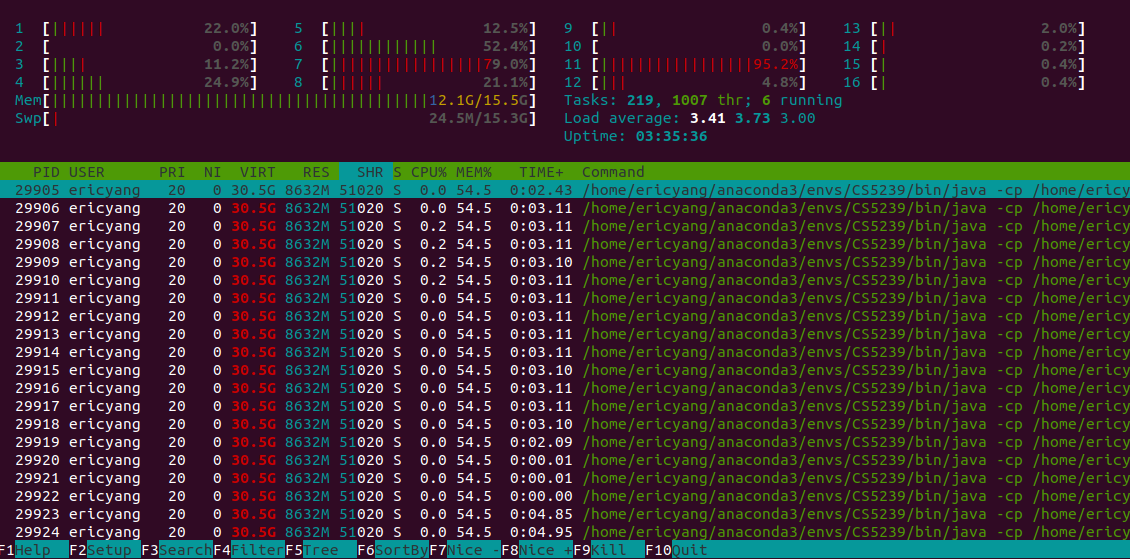 1 [|||||| 22.0%] 5 [|||| 12.5%] 9 [|| 0.4%] 13 [|| 2.0%]
2 [ 0.0%] 6 [|||||||||||| 52.4%] 10 [ 0.0%] 14 [| 0.2%]
3 [|||| 11.2%] 7 [||||||||||||||||||79.0%] 11 [||||||||||||||||||95.2%] 15 [| 0.4%]
4 [|||||| 24.9%] 8 [|||||| 21.1%] 12 [||| 4.8%] 16 [| 0.4%]
Mem[||||||||||||||||||||||||||||||||||||||||||12.1G/15.5G] Tasks: 219, 1007 thr; 6 running
Swp[| 24.5M/15.3G] Load average: 3.41 3.73 3.00
Uptime: 03:35:36
PID USER PRI NI VIRT RES SHR S CPU% MEM% TIME+ Command
29905 ericyang 20 0 30.5G 8632M 51020 S 0.0 54.5 0:02.43 /home/ericyang/anaconda3/envs/CS5239/bin/java -cp /home/ericy
29906 ericyang 20 0 30.5G 8632M 51020 S 0.0 54.5 0:03.11 /home/ericyang/anaconda3/envs/CS5239/bin/java -cp /home/ericy
29907 ericyang 20 0 30.5G 8632M 51020 S 0.2 54.5 0:03.11 /home/ericyang/anaconda3/envs/CS5239/bin/java -cp /home/ericy
29908 ericyang 20 0 30.5G 8632M 51020 S 0.2 54.5 0:03.11 /home/ericyang/anaconda3/envs/CS5239/bin/java -cp /home/ericy
29909 ericyang 20 0 30.5G 8632M 51020 S 0.2 54.5 0:03.10 /home/ericyang/anaconda3/envs/CS5239/bin/java -cp /home/ericy
29910 ericyang 20 0 30.5G 8632M 51020 S 0.2 54.5 0:03.11 /home/ericyang/anaconda3/envs/CS5239/bin/java -cp /home/ericy
29911 ericyang 20 0 30.5G 8632M 51020 S 0.0 54.5 0:03.11 /home/ericyang/anaconda3/envs/CS5239/bin/java -cp /home/ericy
29912 ericyang 20 0 30.5G 8632M 51020 S 0.0 54.5 0:03.11 /home/ericyang/anaconda3/envs/CS5239/bin/java -cp /home/ericy
29913 ericyang 20 0 30.5G 8632M 51020 S 0.0 54.5 0:03.11 /home/ericyang/anaconda3/envs/CS5239/bin/java -cp /home/ericy
29914 ericyang 20 0 30.5G 8632M 51020 S 0.0 54.5 0:03.11 /home/ericyang/anaconda3/envs/CS5239/bin/java -cp /home/ericy
29915 ericyang 20 0 30.5G 8632M 51020 S 0.0 54.5 0:03.10 /home/ericyang/anaconda3/envs/CS5239/bin/java -cp /home/ericy
29916 ericyang 20 0 30.5G 8632M 51020 S 0.0 54.5 0:03.11 /home/ericyang/anaconda3/envs/CS5239/bin/java -cp /home/ericy
29917 ericyang 20 0 30.5G 8632M 51020 S 0.0 54.5 0:03.11 /home/ericyang/anaconda3/envs/CS5239/bin/java -cp /home/ericy
29918 ericyang 20 0 30.5G 8632M 51020 S 0.0 54.5 0:03.10 /home/ericyang/anaconda3/envs/CS5239/bin/java -cp /home/ericy
29919 ericyang 20 0 30.5G 8632M 51020 S 0.0 54.5 0:02.09 /home/ericyang/anaconda3/envs/CS5239/bin/java -cp /home/ericy
29920 ericyang 20 0 30.5G 8632M 51020 S 0.0 54.5 0:00.01 /home/ericyang/anaconda3/envs/CS5239/bin/java -cp /home/ericy
29921 ericyang 20 0 30.5G 8632M 51020 S 0.0 54.5 0:00.01 /home/ericyang/anaconda3/envs/CS5239/bin/java -cp /home/ericy
29922 ericyang 20 0 30.5G 8632M 51020 S 0.0 54.5 0:00.00 /home/ericyang/anaconda3/envs/CS5239/bin/java -cp /home/ericy
29923 ericyang 20 0 30.5G 8632M 51020 S 0.0 54.5 0:04.85 /home/ericyang/anaconda3/envs/CS5239/bin/java -cp /home/ericy
29924 ericyang 20 0 30.5G 8632M 51020 S 0.0 54.5 0:04.95 /home/ericyang/anaconda3/envs/CS5239/bin/java -cp /home/ericy
F1Help F2Setup F3SearchF4FilterF5Tree F6SortByF7Nice -F8Nice +F9Kill F10Quit